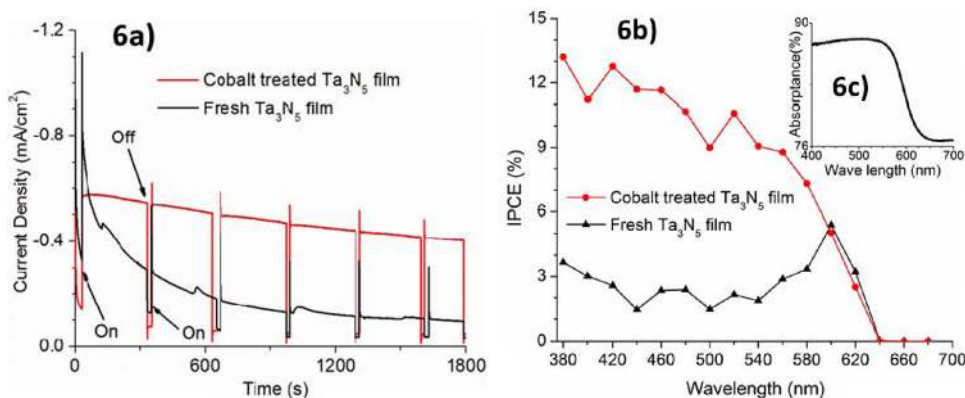 6a)
Cobalt treated Ta₃N₅ film
Fresh Ta₃N₅ film
Off
On
On
-1.2
-0.8
-0.4
0.0
Current Density (mA/cm²)
0 600 1200 1800
Time (s)
6b)
Cobalt treated Ta₃N₅ film
Fresh Ta₃N₅ film
15
12
9
6
3
0
IPCE (%)
380 420 460 500 540 580 620 660 700
Wavelength (nm)
6c)
90
76
Absorptance(%)
400 500 600 700
Wave length (nm)